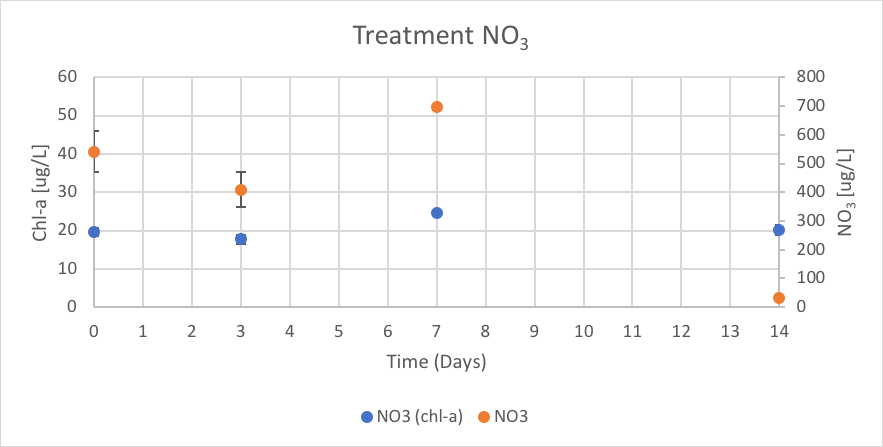 Treatment NO₃
60
50
40
30
20
10
0
Chl-a [ug/L]
800
700
600
500
400
300
200
100
0
NO₃ [ug/L]
0 1 2 3 4 5 6 7 8 9 10 11 12 13 14
Time (Days)
NO3 (chl-a) NO3